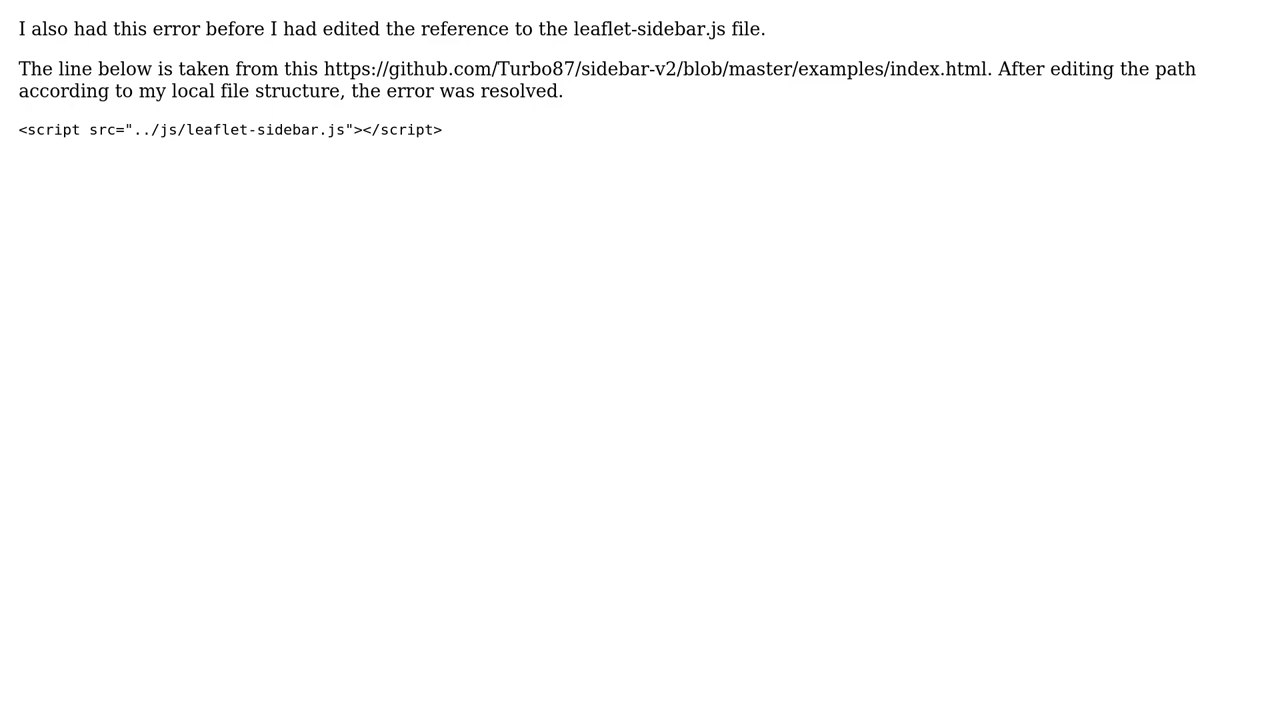 I also had this error before I had edited the reference to the leaflet-sidebar.js file.
The line below is taken from this https://github.com/Turbo87/sidebar-v2/blob/master/examples/index.html. After editing the path
according to my local file structure, the error was resolved.
<script src="../js/leaflet-sidebar.js"></script>